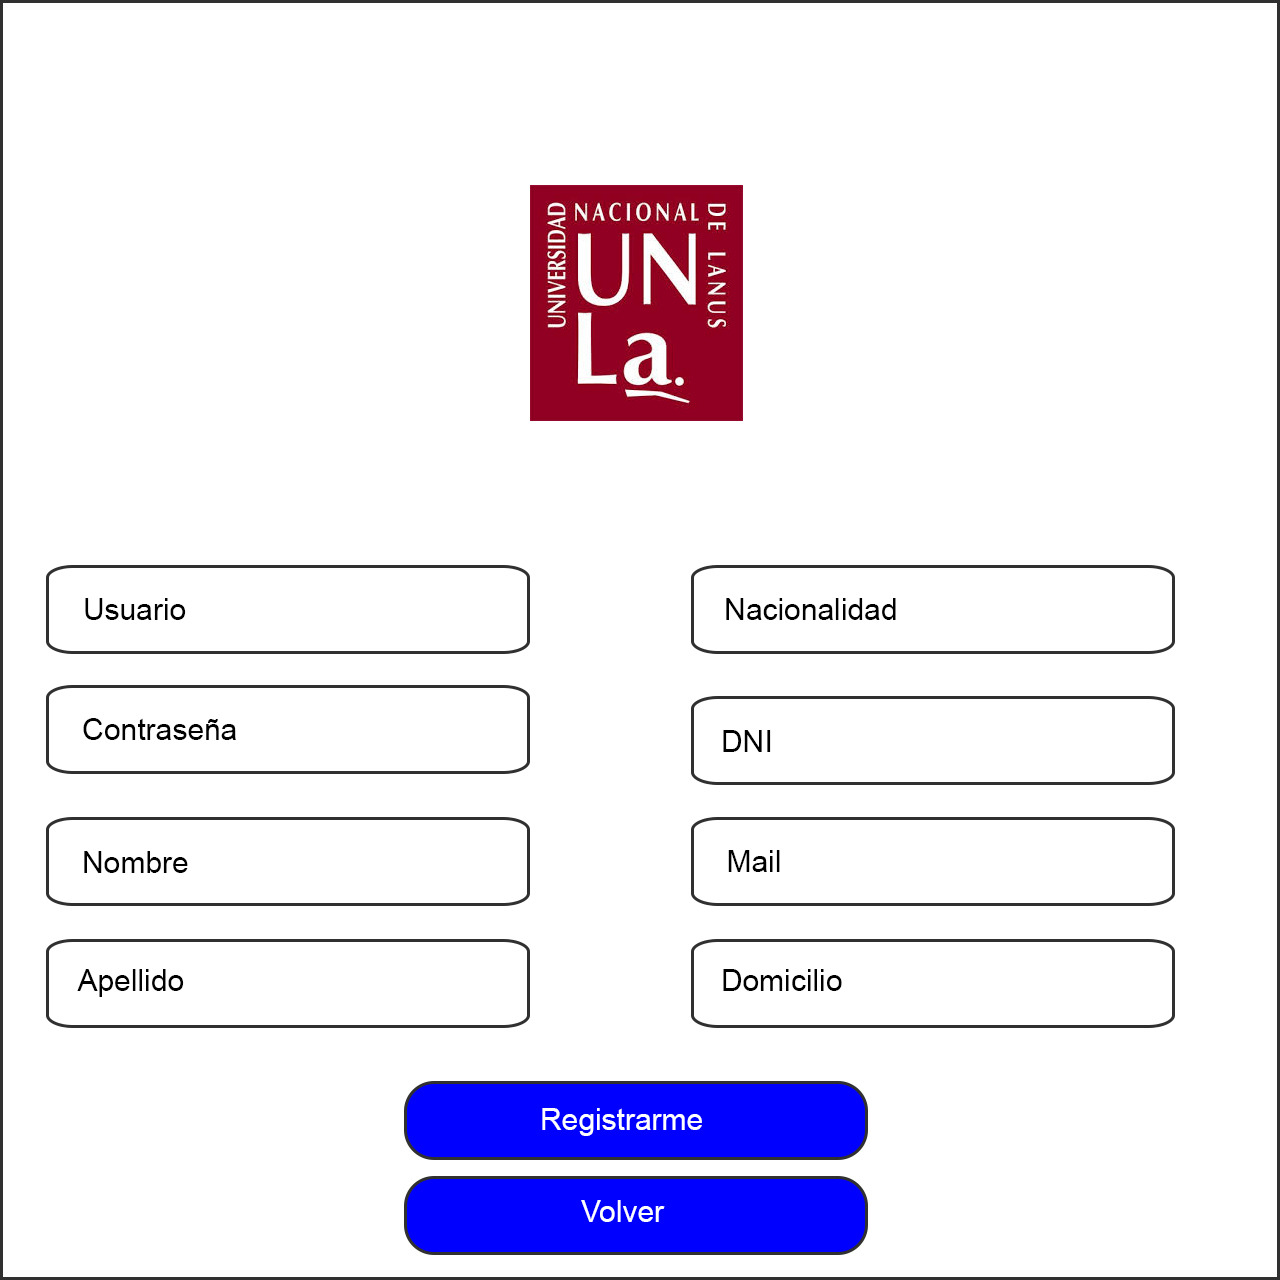 UNIVERSIDAD
NACIONAL
DE LANUS
UN
La.
Usuario
Nacionalidad
Contraseña
DNI
Nombre
Mail
Apellido
Domicilio
Registrarme
Volver